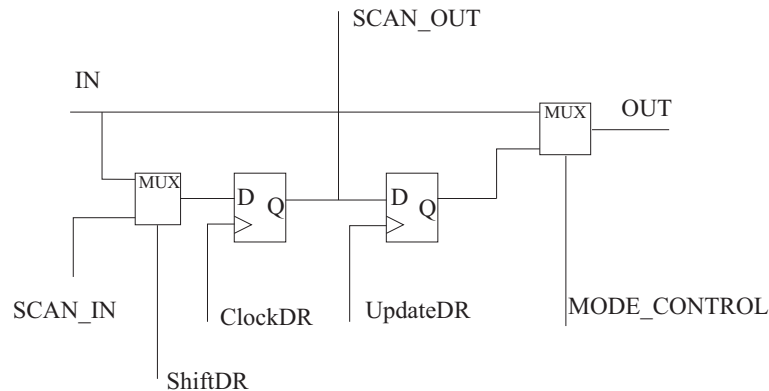 SCAN_OUT
IN
MUX
OUT
MUX
D
Q
D
Q
SCAN_IN
ClockDR
UpdateDR
MODE_CONTROL
ShiftDR